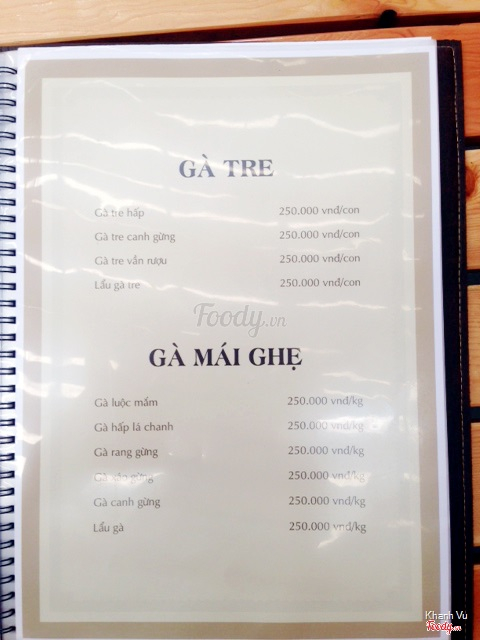 GÀ TRE
Gà tre hấp 250.000 vnđ/con
Gà tre canh gừng 250.000 vnđ/con
Gà tre vấn rượu 250.000 vnđ/con
Lẩu gà tre 250.000 vnđ/con
Foody.vn
GÀ MÁI GHẸ
Gà luộc mắm 250.000 vnđ/kg
Gà hấp lá chanh 250.000 vnđ/kg
Gà rang gừng 250.000 vnđ/kg
Gà gừng 250.000 vnđ/kg
Gà canh gừng 250.000 vnđ/kg
Lẩu gà 250.000 vnđ/kg
Khanh Vu
Foody.vn